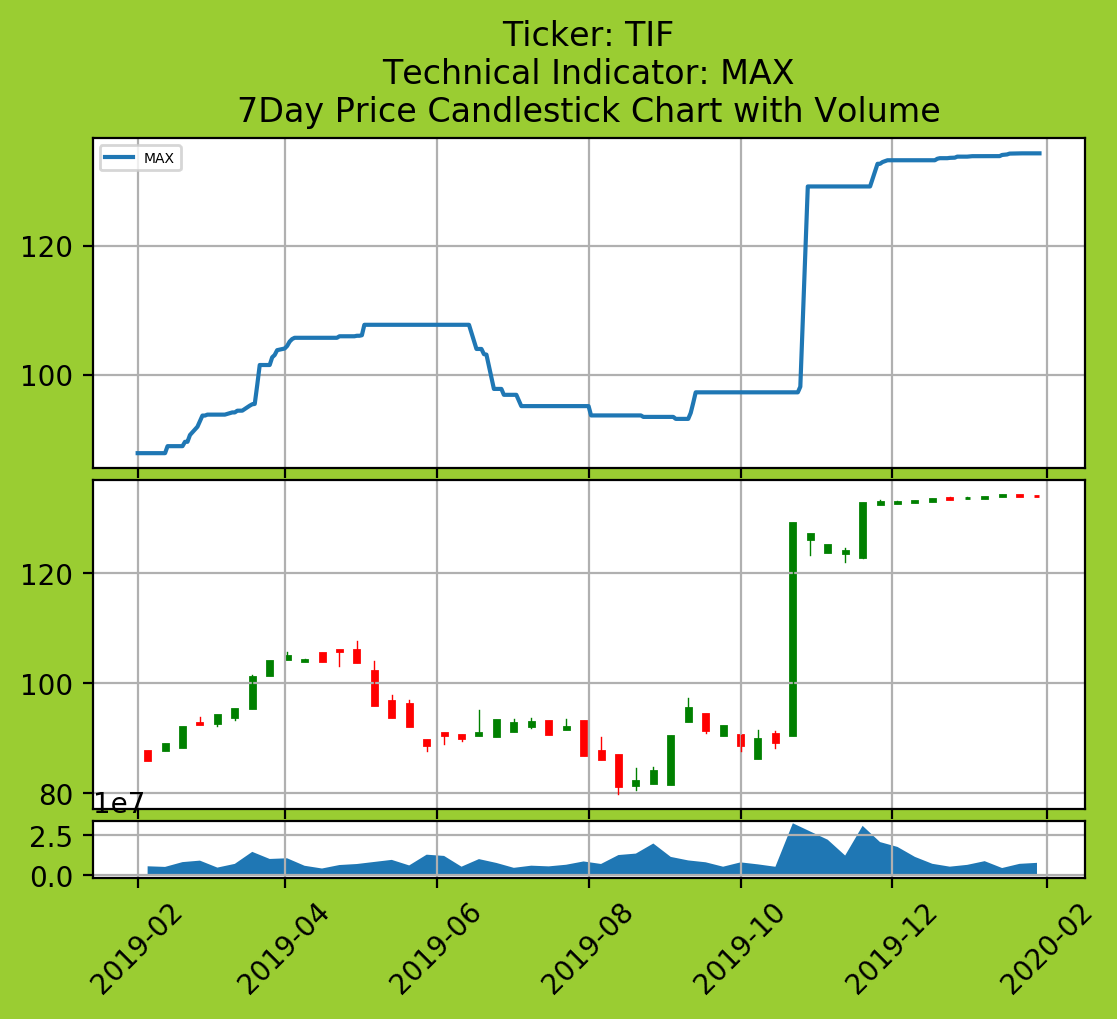 Ticker: TIF
Technical Indicator: MAX
7Day Price Candlestick Chart with Volume
MAX
120
100
120
100
80
1e7
2.5
0.0
2019-02
2019-04
2019-06
2019-08
2019-10
2019-12
2020-02